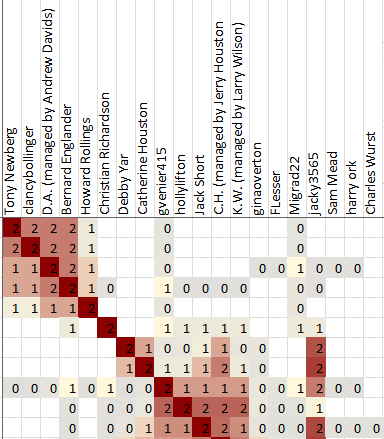 Tony Newberg
clancybollinger
D.A. (managed by Andrew Davids)
Bernard Englander
Howard Rollings
Christian Richardson
Debby Yar
Catherine Houston
gvenier415
hollylifton
Jack Short
C.H. (managed by Jerry Houston)
K.W. (managed by Larry Wilson)
ginaoverton
FLesser
Migrad22
jacky3565
Sam Mead
harry ork
Charles Wurst
2 2 2 2 1 0 0
2 2 2 2 1 0 0
1 1 2 2 1 0 0 0 1 0 0 0
1 1 2 2 1 0 1 0 0 0 0 0
1 1 1 1 2 0 0
1 2 1 1 1 1 1 1 1
2 1 0 0 1 1 0 0 2
1 2 1 1 1 2 1 0 0 2
0 0 0 1 0 1 0 0 2 1 1 1 1 0 0 1 2 0 0 0
0 0 2 2 2 2 0 0 0 1
0 1 1 1 2 2 1 0 0 0 2 0 0 0